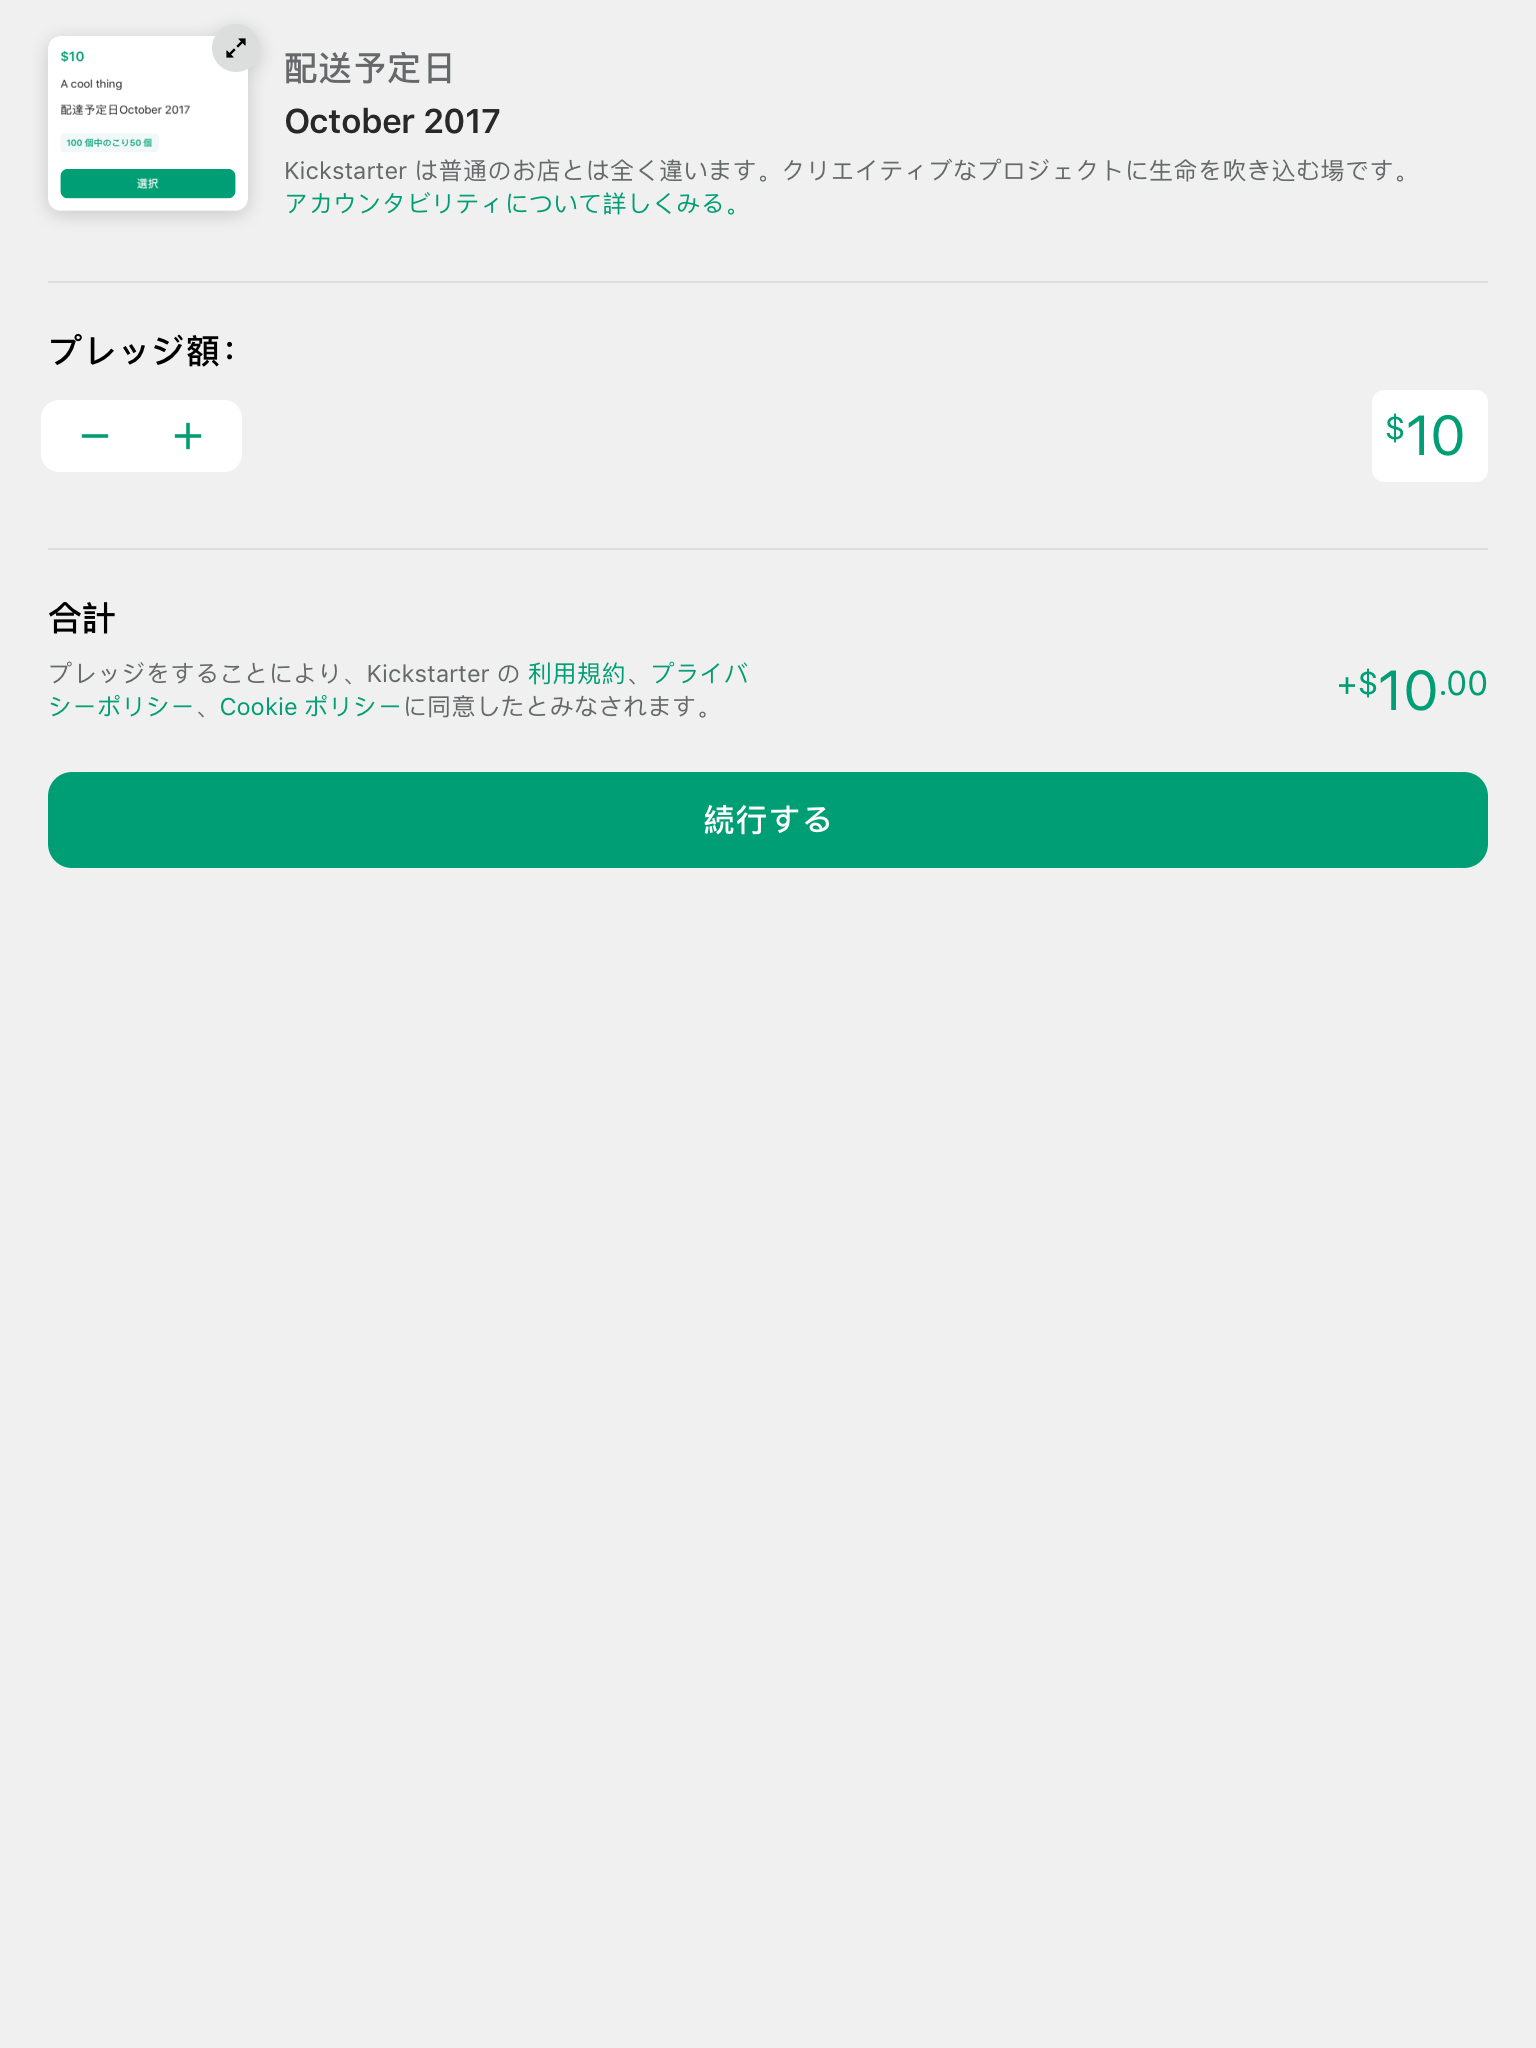 $10
A cool thing
配達予定日October 2017
100 個中のこり50 個
選択
配送予定日
October 2017
Kickstarter は普通のお店とは全く違います。クリエイティブなプロジェクトに生命を吹き込む場です。
アカウンタビリティについて詳しくみる。
プレッジ額:
$10
合計
プレッジをすることにより、Kickstarter の 利用規約、プライバ
シーポリシー、Cookie ポリシーに同意したとみなされます。
+$10.00
続行する